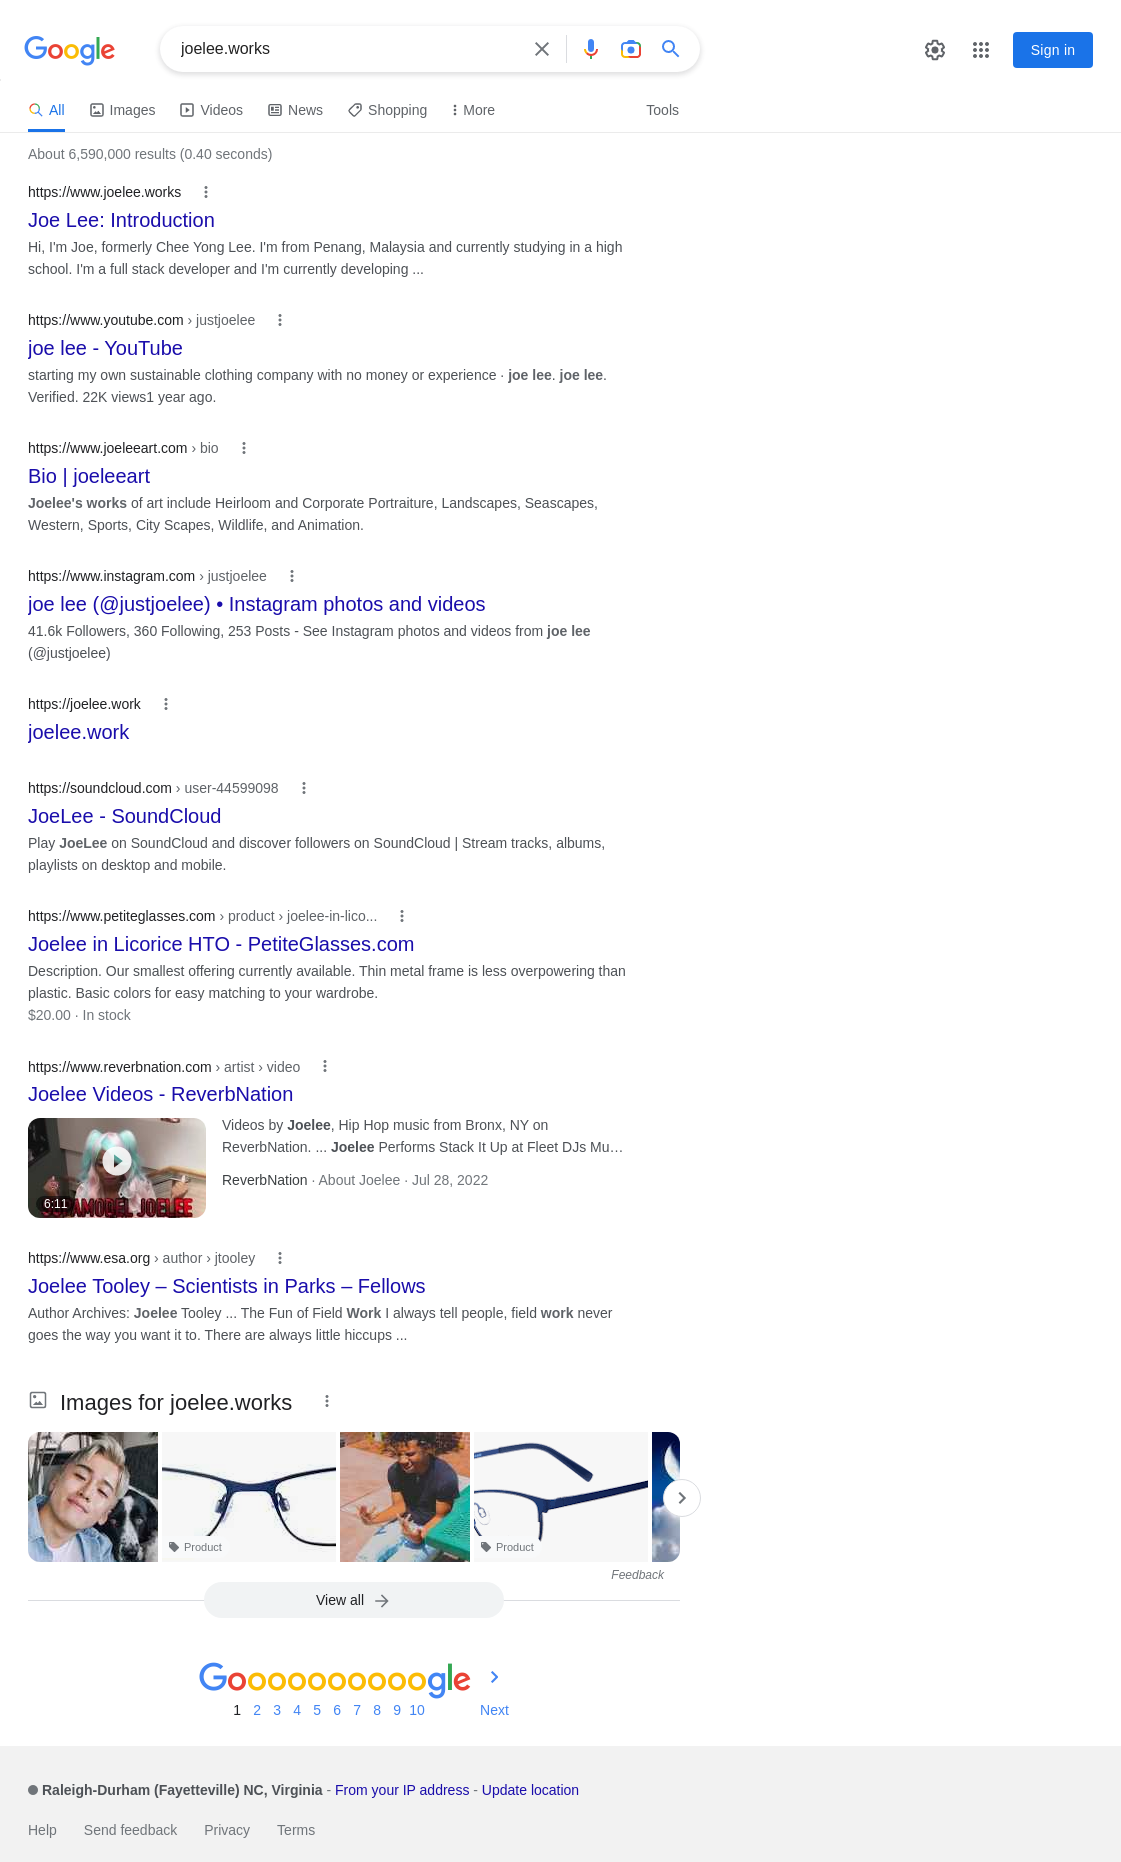 Google
joelee.works
Sign in
All
Images
Videos
News
Shopping
More
Tools
About 6,590,000 results (0.40 seconds)
https://www.joelee.works
Joe Lee: Introduction
Hi, I'm Joe, formerly Chee Yong Lee. I'm from Penang, Malaysia and currently studying in a high
school. I'm a full stack developer and I'm currently developing ...
https://www.youtube.com › justjoelee
joe lee - YouTube
starting my own sustainable clothing company with no money or experience · joe lee. joe lee.
Verified. 22K views1 year ago.
https://www.joeleeart.com › bio
Bio | joeleeart
Joelee's works of art include Heirloom and Corporate Portraiture, Landscapes, Seascapes,
Western, Sports, City Scapes, Wildlife, and Animation.
https://www.instagram.com › justjoelee
joe lee (@justjoelee) • Instagram photos and videos
41.6k Followers, 360 Following, 253 Posts - See Instagram photos and videos from joe lee
(@justjoelee)
https://joelee.work
joelee.work
https://soundcloud.com › user-44599098
JoeLee - SoundCloud
Play JoeLee on SoundCloud and discover followers on SoundCloud | Stream tracks, albums,
playlists on desktop and mobile.
https://www.petiteglasses.com › product › joelee-in-lico...
Joelee in Licorice HTO - PetiteGlasses.com
Description. Our smallest offering currently available. Thin metal frame is less overpowering than
plastic. Basic colors for easy matching to your wardrobe.
$20.00 · In stock
https://www.reverbnation.com › artist › video
Joelee Videos - ReverbNation
Videos by Joelee, Hip Hop music from Bronx, NY on
ReverbNation. ... Joelee Performs Stack It Up at Fleet DJs Mu…
ReverbNation · About Joelee · Jul 28, 2022
6:11
JOELEE
https://www.esa.org › author › jtooley
Joelee Tooley – Scientists in Parks – Fellows
Author Archives: Joelee Tooley ... The Fun of Field Work I always tell people, field work never
goes the way you want it to. There are always little hiccups ...
Images for joelee.works
Product
Product
Feedback
View all
Goooooooooogle
1 2 3 4 5 6 7 8 9 10 Next
Raleigh-Durham (Fayetteville) NC, Virginia - From your IP address - Update location
Help Send feedback Privacy Terms